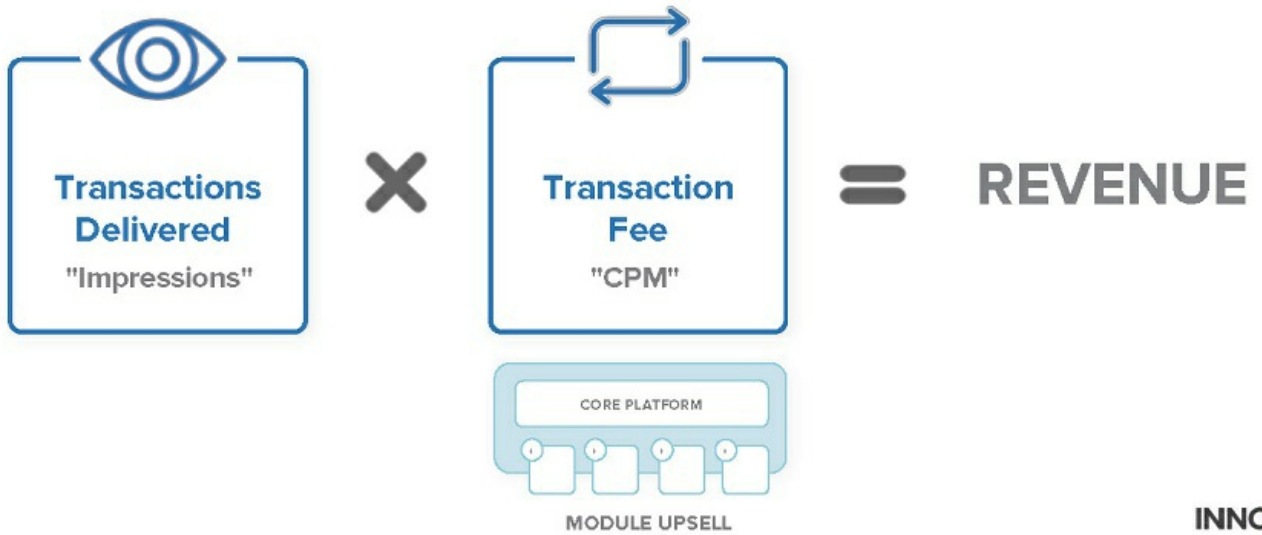 Transactions
Delivered
"Impressions"
Transaction
Fee
"CPM"
REVENUE
CORE PLATFORM
MODULE UPSELL